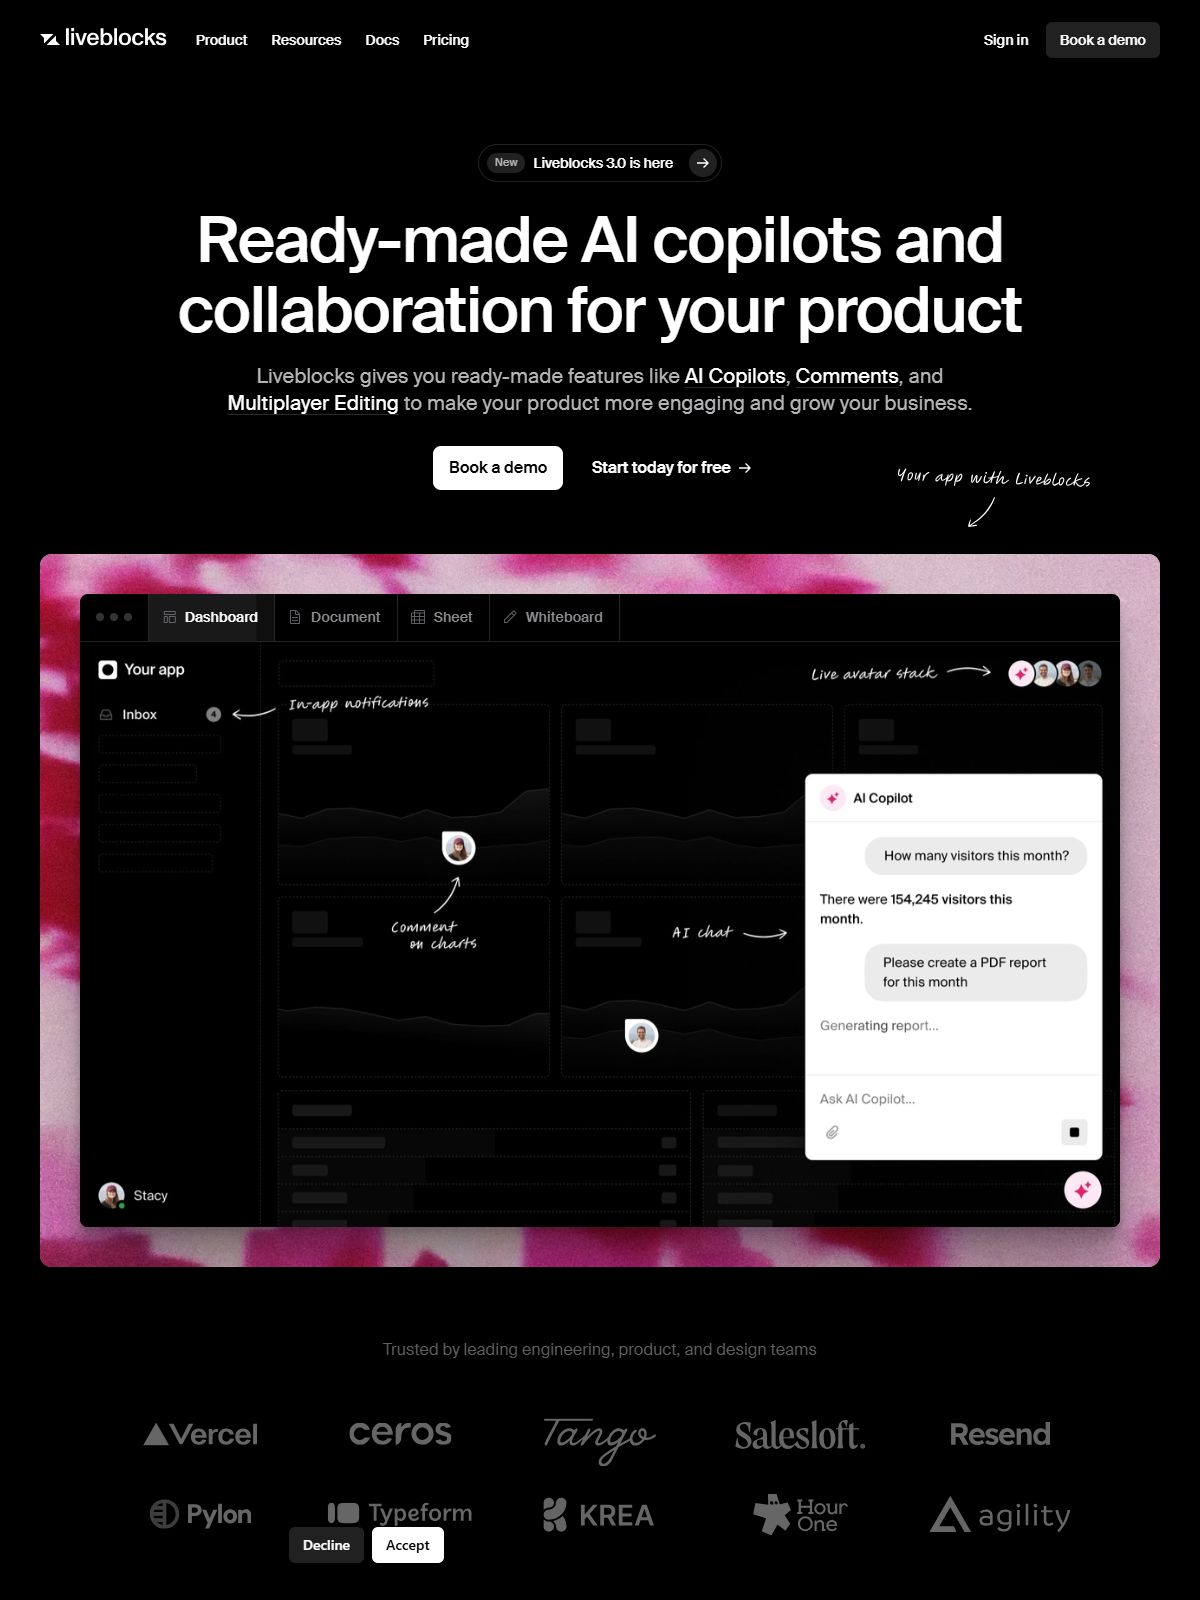 liveblocks
Product
Resources
Docs
Pricing
Sign in
Book a demo
New
Liveblocks 3.0 is here
Ready-made AI copilots and
collaboration for your product
Liveblocks gives you ready-made features like AI Copilots, Comments, and
Multiplayer Editing to make your product more engaging and grow your business.
Book a demo
Start today for free
Your app with Liveblocks
Dashboard
Document
Sheet
Whiteboard
Your app
Live avatar stack
In-app notifications
Inbox
4
AI Copilot
How many visitors this month?
There were 154,245 visitors this
month.
Comment
on charts
AI chat
Please create a PDF report
for this month
Generating report...
Ask AI Copilot...
Stacy
Trusted by leading engineering, product, and design teams
Vercel
ceros
Tango
Salesloft.
Resend
Pylon
Typeform
KREA
Hour
One
agility
Decline
Accept